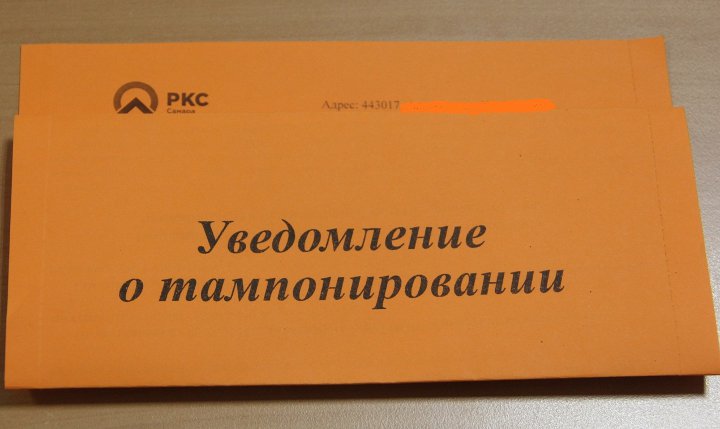 РКС
Самара
Адрес: 443017
Уведомление
о тампонировании